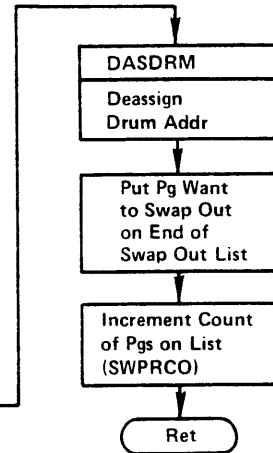 DASDRM
Deassign
Drum Addr
Put Pg Want
to Swap Out
on End of
Swap Out List
Increment Count
of Pgs on List
(SWPRCO)
Ret